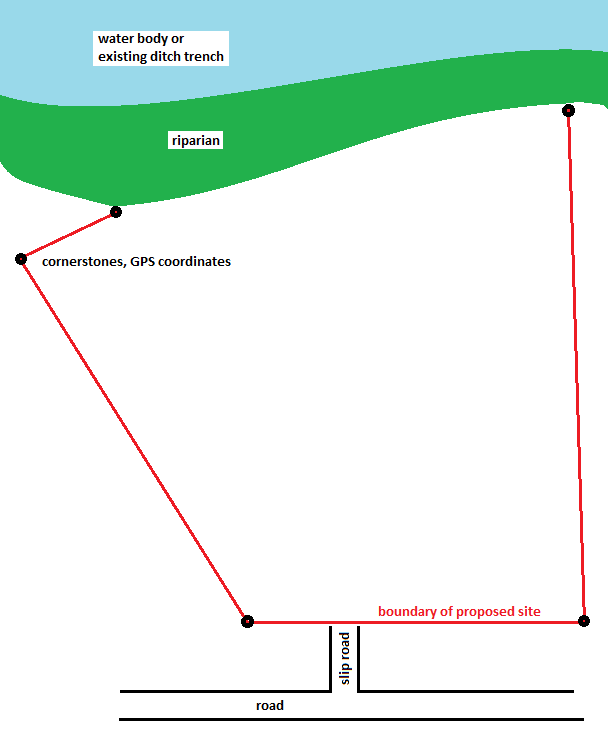 water body or
existing ditch trench
riparian
cornerstones, GPS coordinates
boundary of proposed site
slip road
road